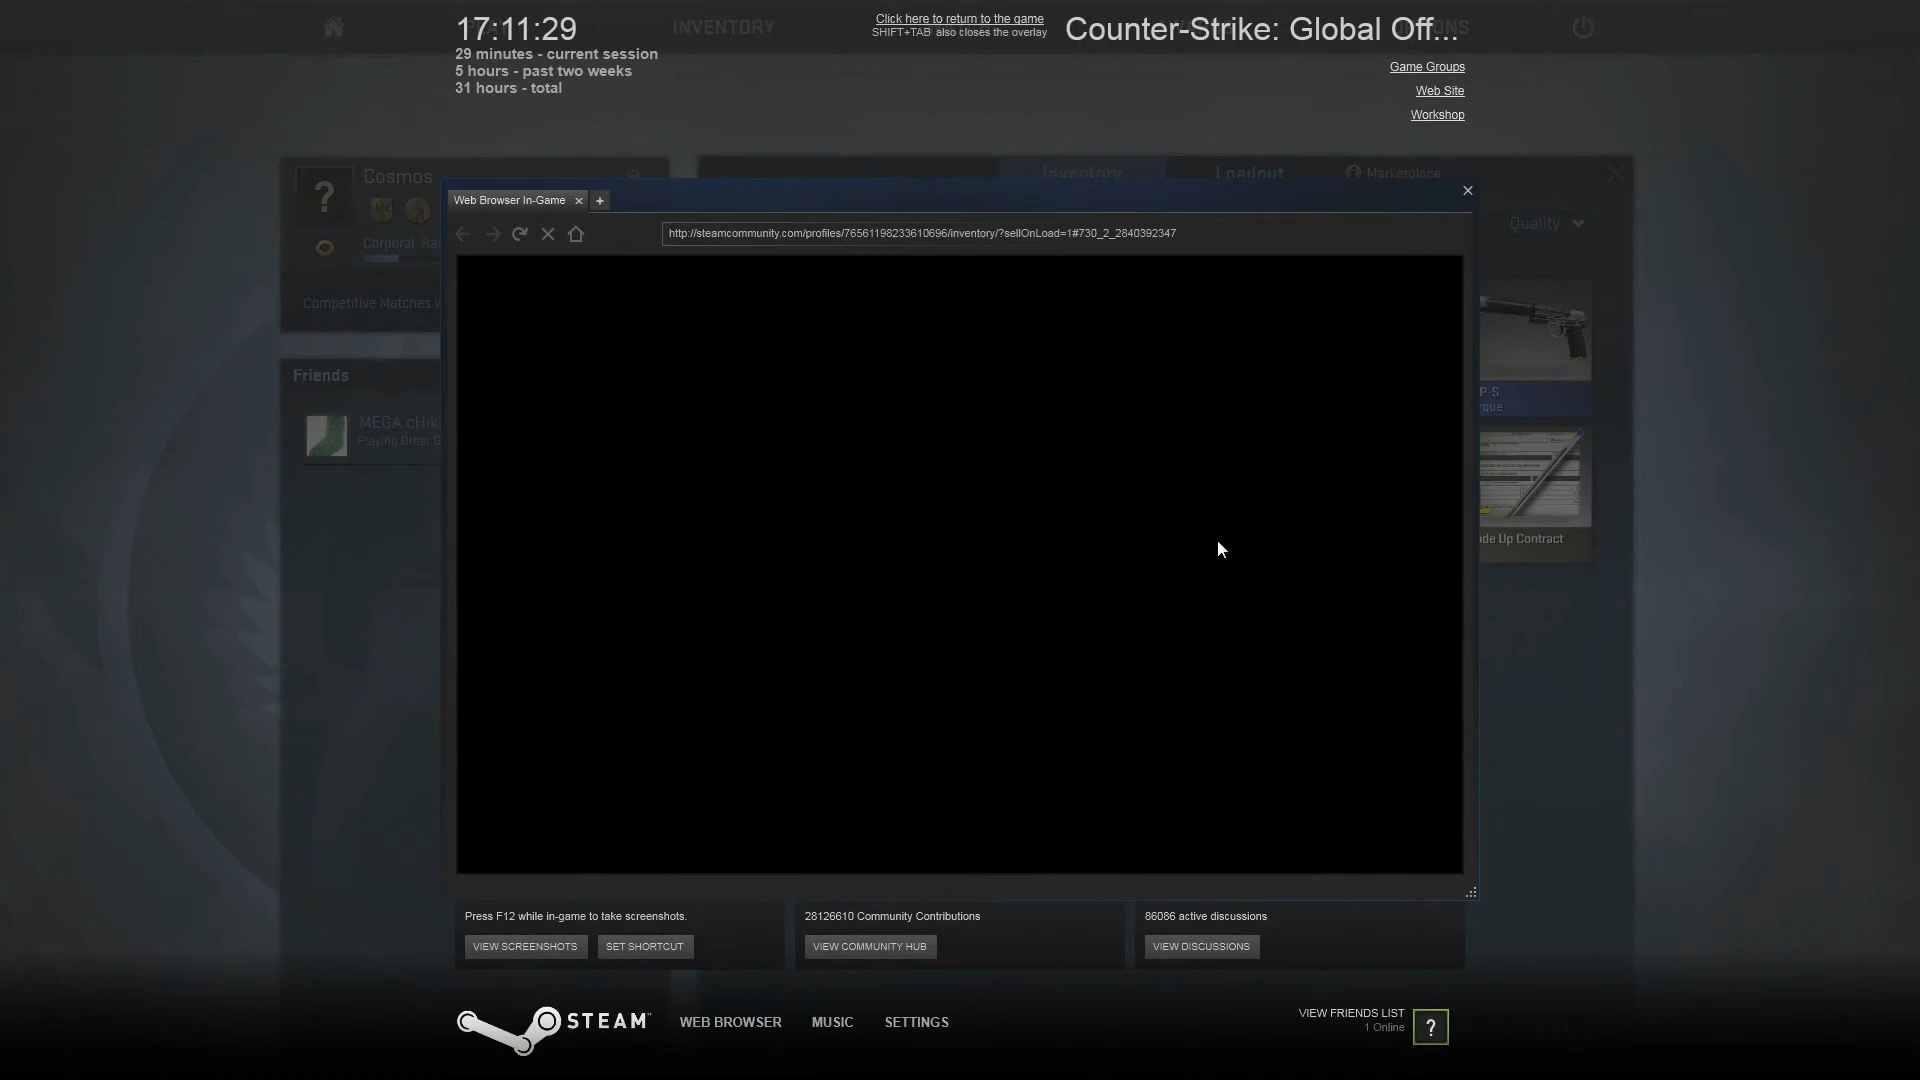 17:11:29
29 minutes - current session
5 hours - past two weeks
31 hours - total
INVENTORY
Click here to return to the game
SHIFT+TAB also closes the overlay
Counter-Strike: Global Off...
Game Groups
Web Site
Workshop
Cosmos
Corporal
Competitive Matches
Friends
Playing Other
Inventory
Loadout
Marketplace
Quality
Web Browser In-Game
http://steamcommunity.com/profiles/76561198233610696/inventory/?sellOnLoad=1#730_2_2840392347
P-S
rque
de Up Contract
Press F12 while in-game to take screenshots.
VIEW SCREENSHOTS
SET SHORTCUT
28126610 Community Contributions
VIEW COMMUNITY HUB
86086 active discussions
VIEW DISCUSSIONS
STEAM
WEB BROWSER
MUSIC
SETTINGS
VIEW FRIENDS LIST
1 Online
?